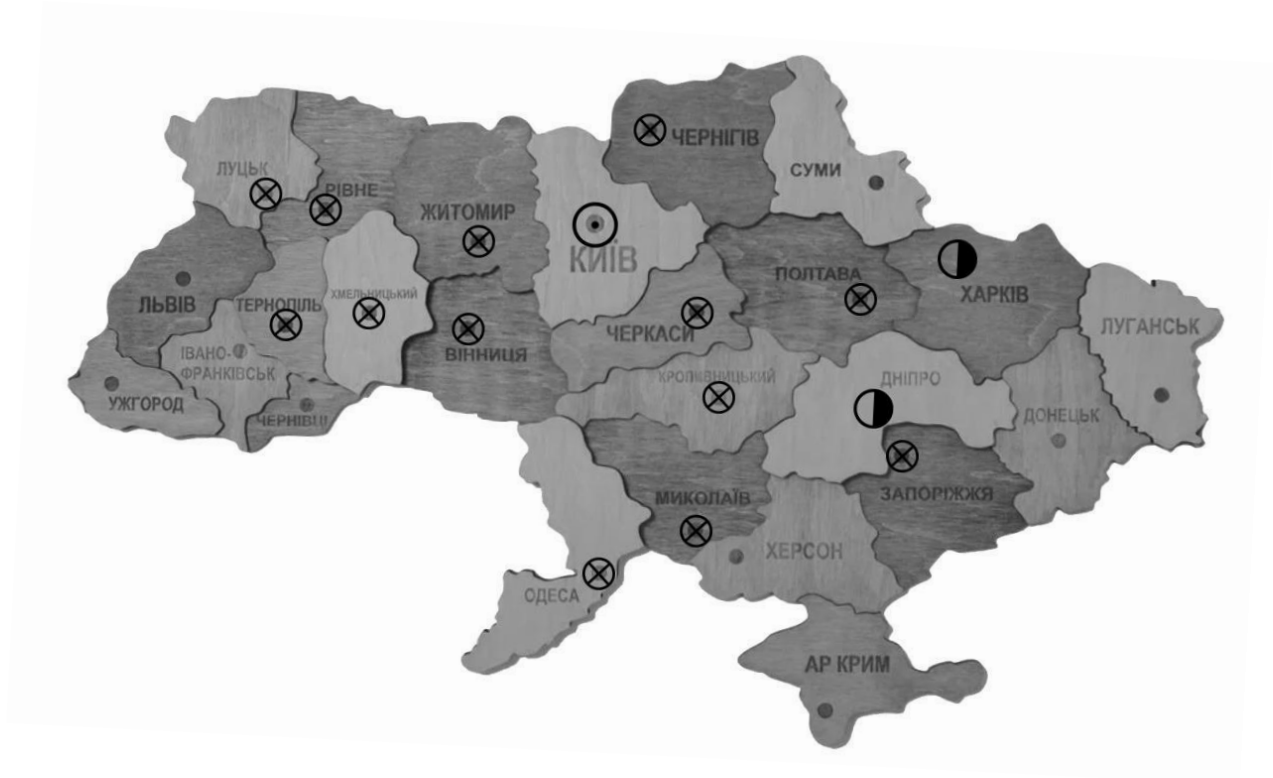 ЧЕРНІГІВ
СУМИ
ЛУЦЬК
РІВНЕ
ЖИТОМИР
КИЇВ
ПОЛТАВА
ХАРКІВ
ЛЬВІВ
ТЕРНОПІЛЬ
ХМЕЛЬНИЦЬКИЙ
ВІННИЦЯ
ЧЕРКАСИ
ЛУГАНСЬК
ІВАНО-
ФРАНКІВСЬК
КРОПИВНИЦЬКИЙ
ДНІПРО
УЖГОРОД
ЧЕРНІВЦІ
ДОНЕЦЬК
МИКОЛАЇВ
ЗАПОРІЖЖЯ
ХЕРСОН
ОДЕСА
АР КРИМ